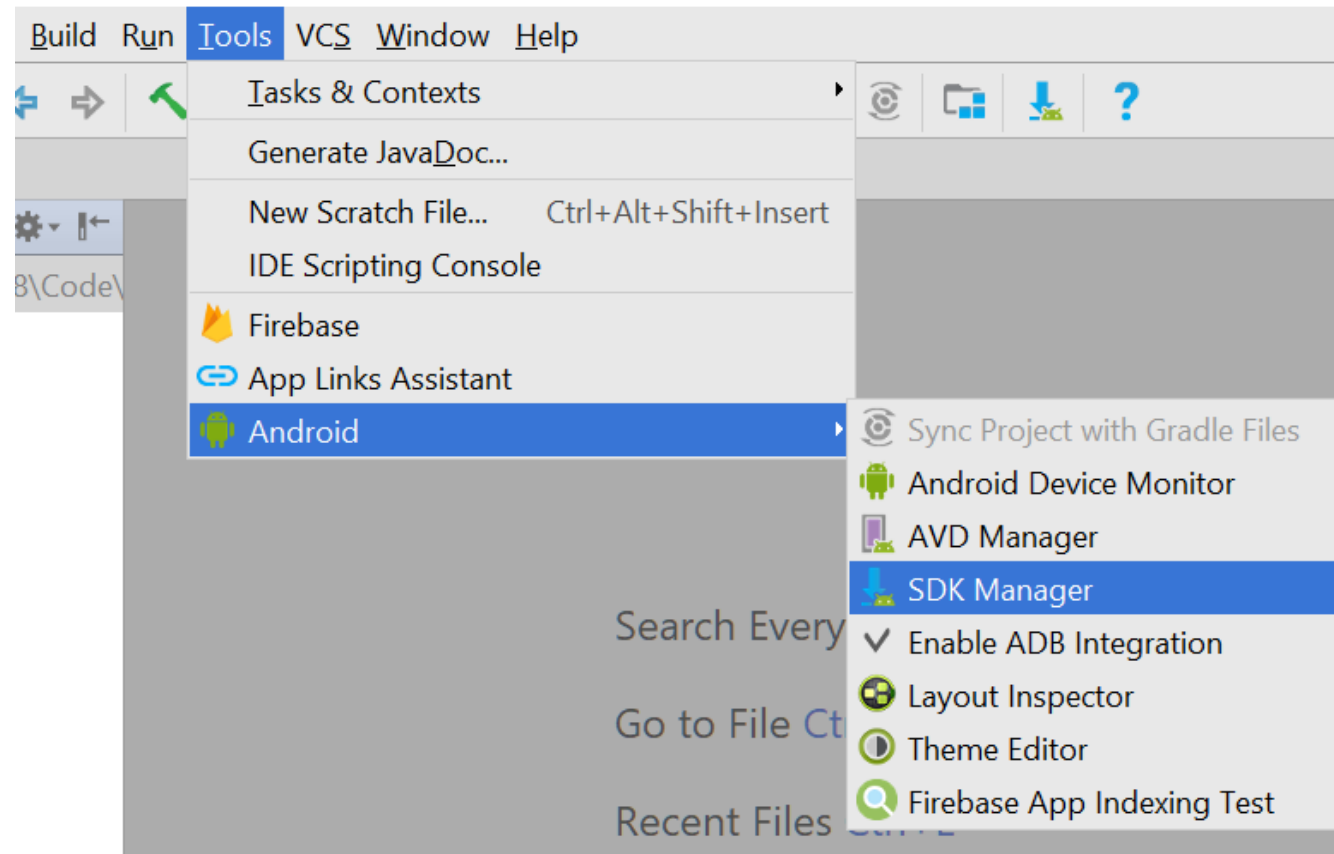 Build Run Tools VCS Window Help
Tasks & Contexts
Generate JavaDoc...
New Scratch File... Ctrl+Alt+Shift+Insert
IDE Scripting Console
8\Code\
Firebase
App Links Assistant
Android
Sync Project with Gradle Files
Android Device Monitor
AVD Manager
SDK Manager
Enable ADB Integration
Layout Inspector
Theme Editor
Firebase App Indexing Test
Search Every
Go to File Ct
Recent Files